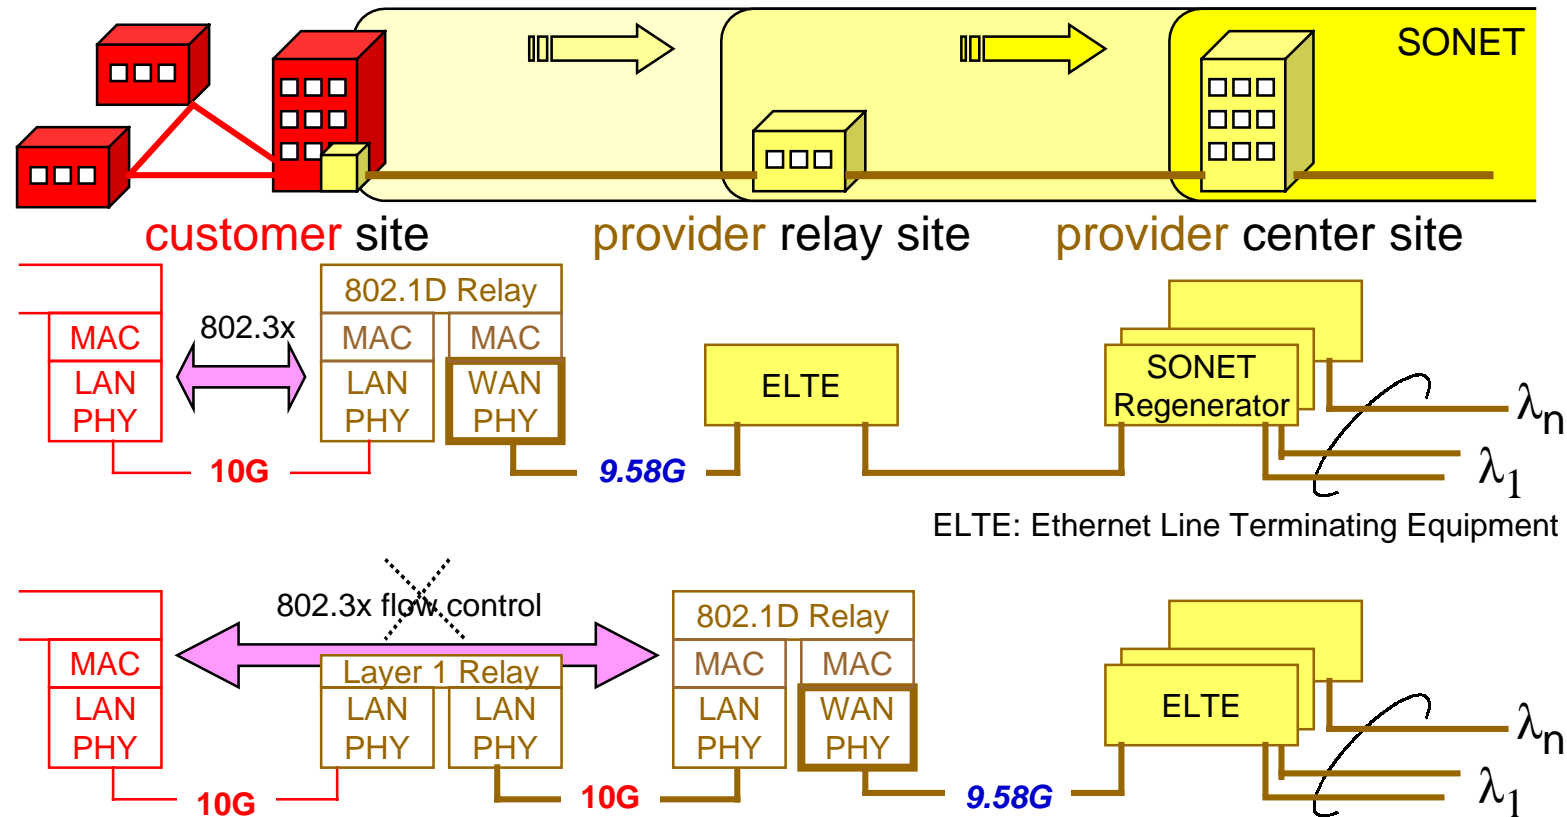 SONET
customer site
provider relay site
provider center site
802.1D Relay
MAC
802.3x
MAC
MAC
LAN
PHY
LAN
PHY
WAN
PHY
ELTE
SONET
Regenerator
λn
10G
9.58G
λ1
ELTE: Ethernet Line Terminating Equipment
802.3x flow control
802.1D Relay
MAC
Layer 1 Relay
MAC
MAC
LAN
PHY
LAN
PHY
LAN
PHY
LAN
PHY
WAN
PHY
ELTE
λn
10G
10G
9.58G
λ1